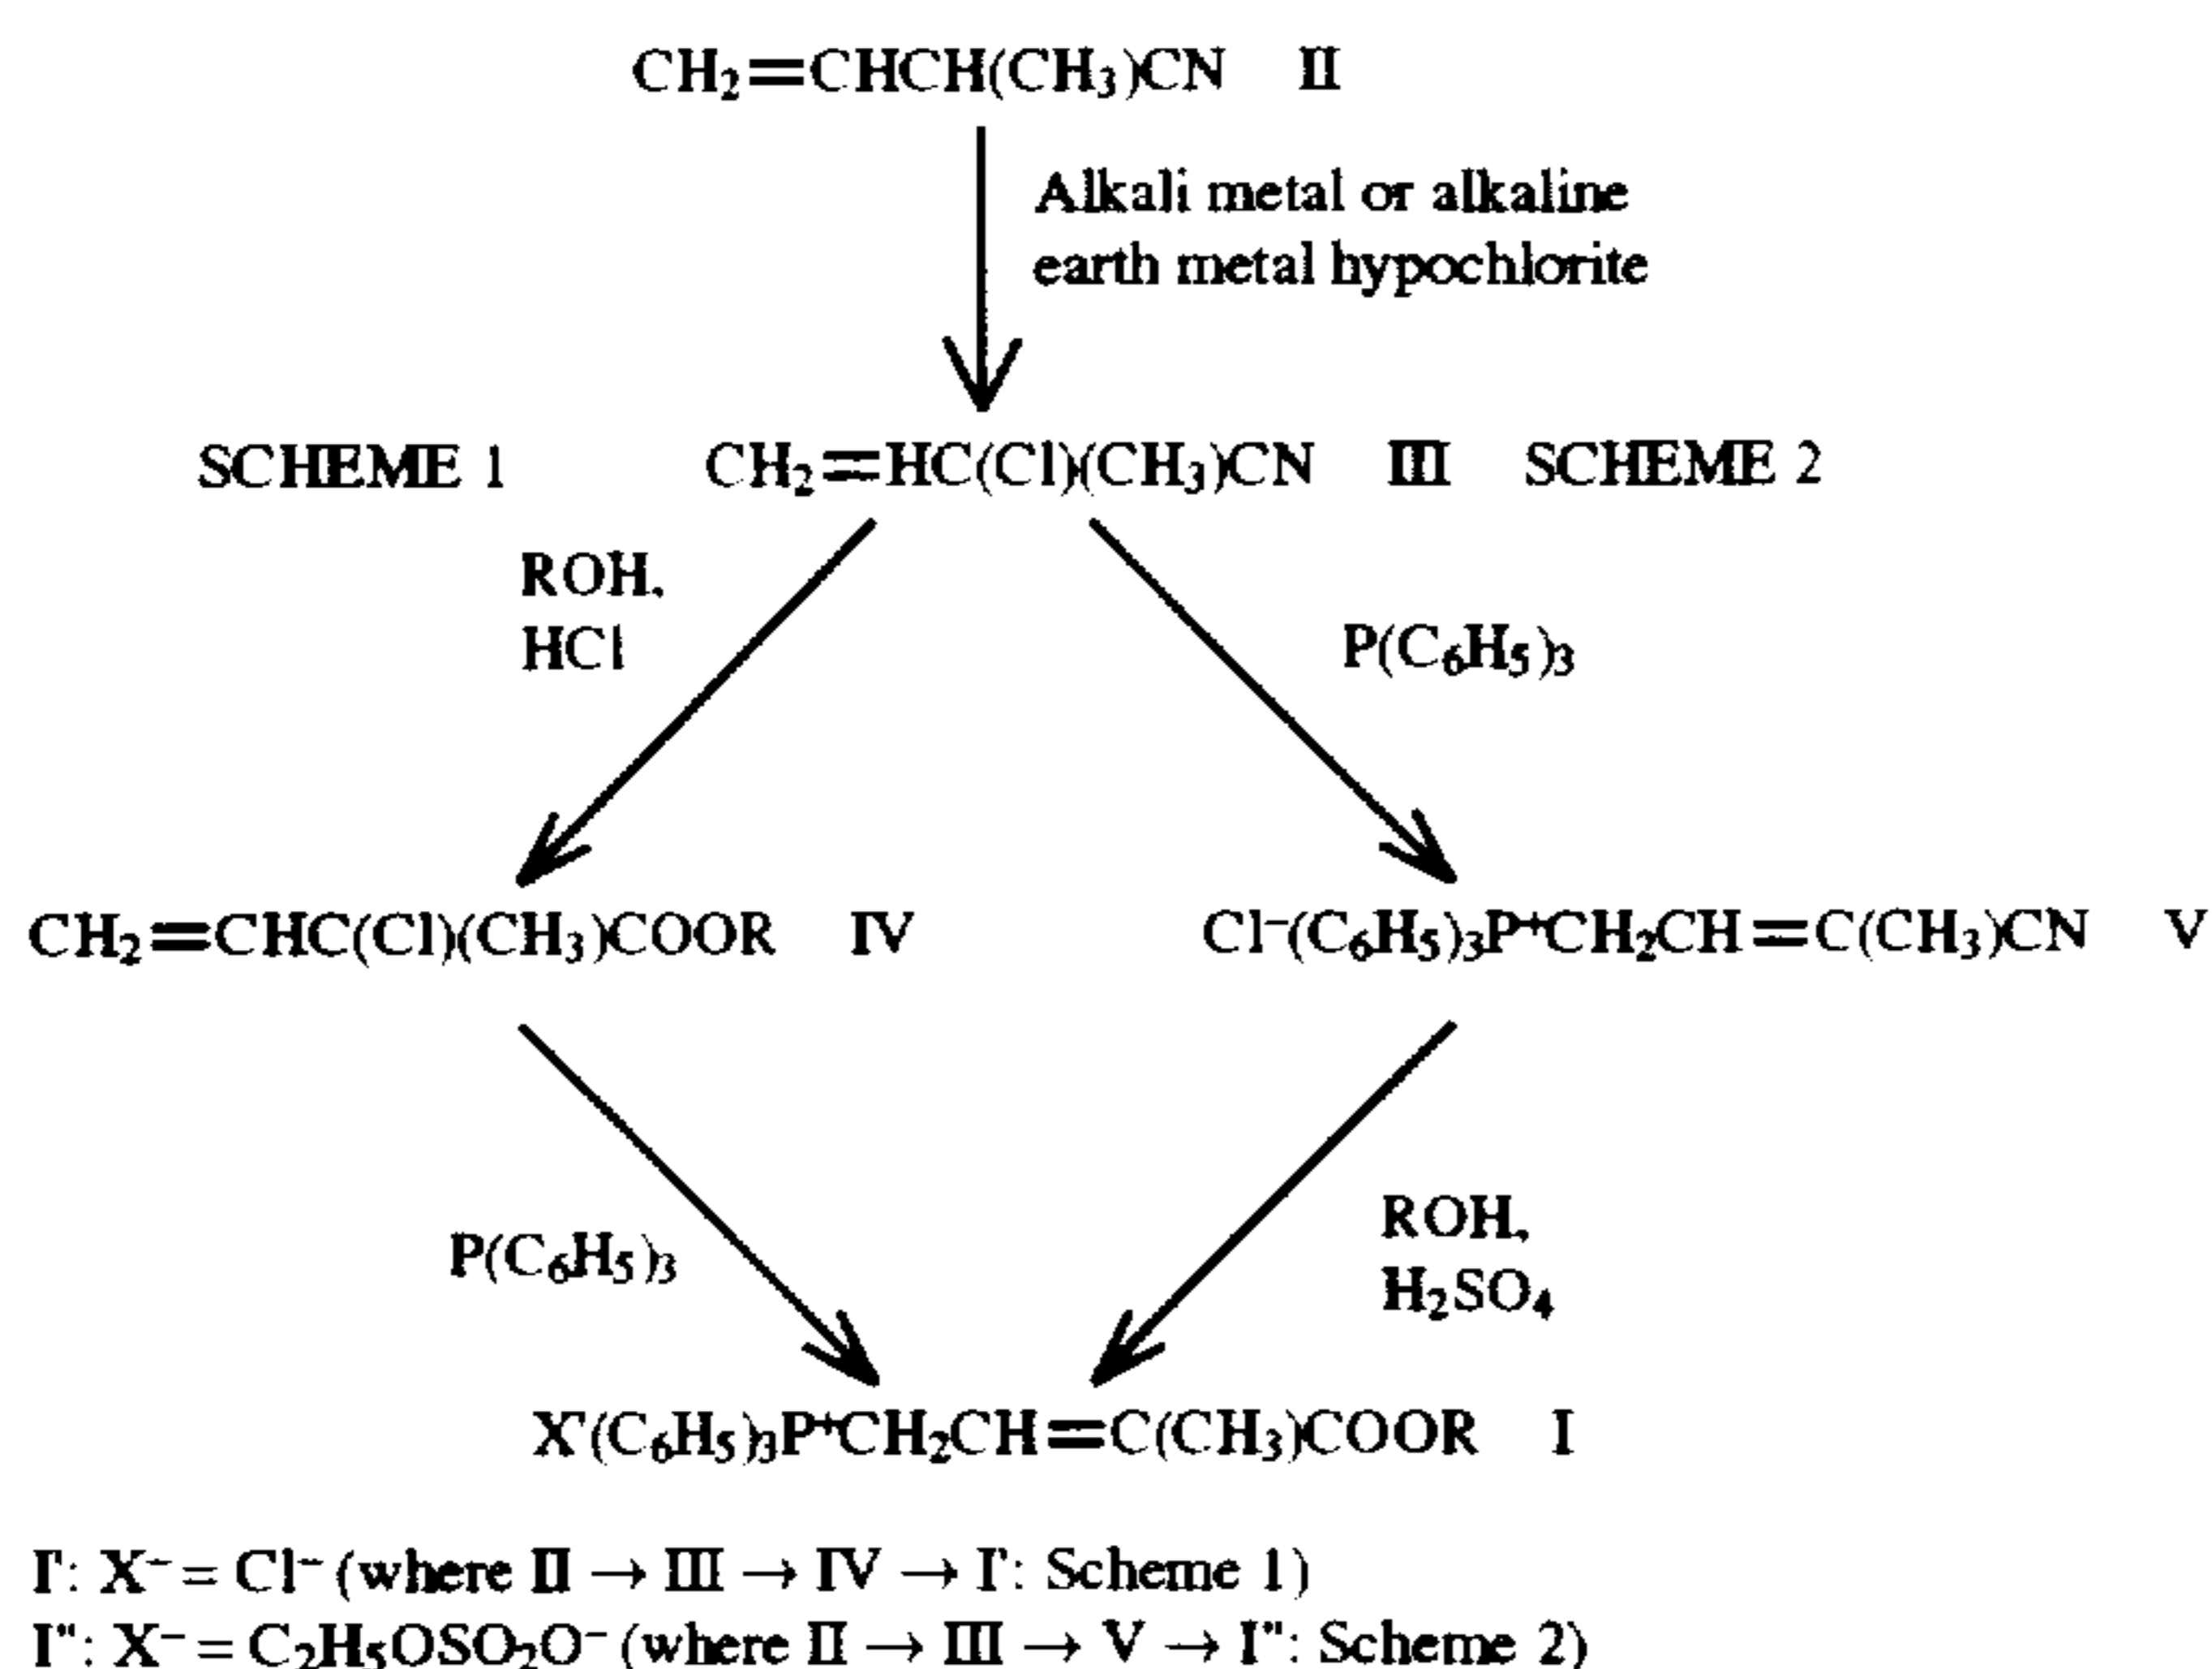 CH₂=CHCH(CH₃)CN II
Alkali metal or alkaline
earth metal hypochlorite
SCHEME 1 CH₂=HC(Cl)(CH₃)CN III SCHEME 2
ROH,
HCl
P(C₆H₅)₃
CH₂=CHC(Cl)(CH₃)COOR IV
Cl⁻(C₆H₅)₃P⁺CH₂CH=C(CH₃)CN V
P(C₆H₅)₃
ROH,
H₂SO₄
X⁻(C₆H₅)₃P⁺CH₂CH=C(CH₃)COOR I
I': X⁻ = Cl⁻ (where II → III → IV → I': Scheme 1)
I": X⁻ = C₂H₅OSO₂O⁻ (where II → III → V → I": Scheme 2)